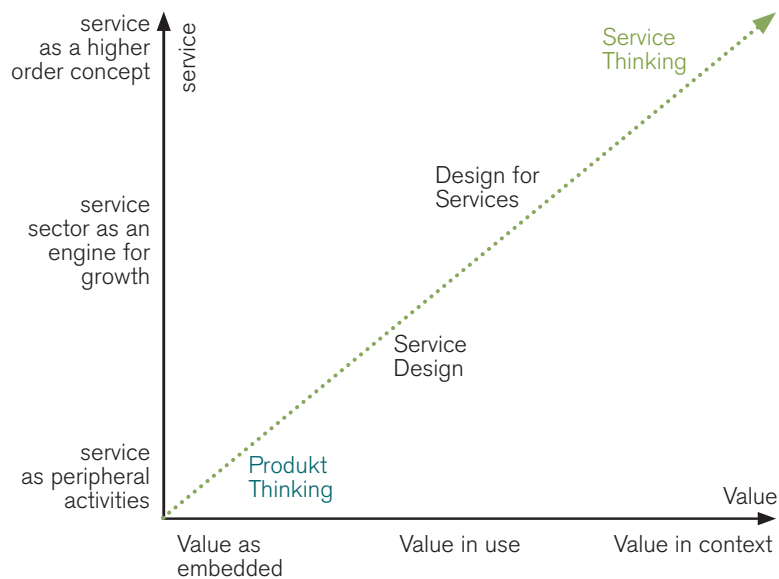 service
as a higher
order concept
service
Service
Thinking
Design for
Services
service
sector as an
engine for
growth
Service
Design
service
as peripheral
activities
Produkt
Thinking
Value
Value as
embedded
Value in use
Value in context